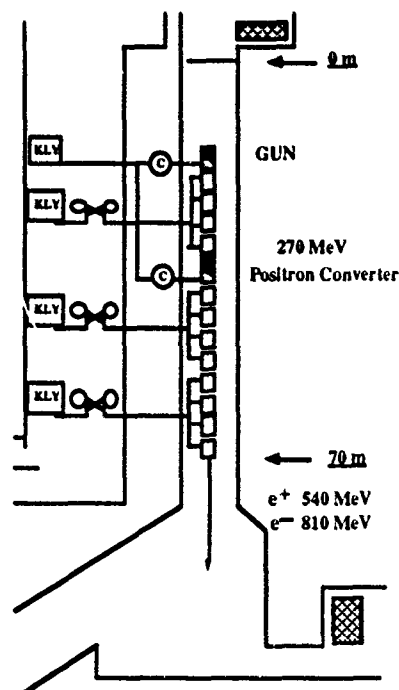 0 m
KLY
C
GUN
KLY
270 MeV
Positron Converter
C
KLY
KLY
70 m
e+ 540 MeV
e− 810 MeV